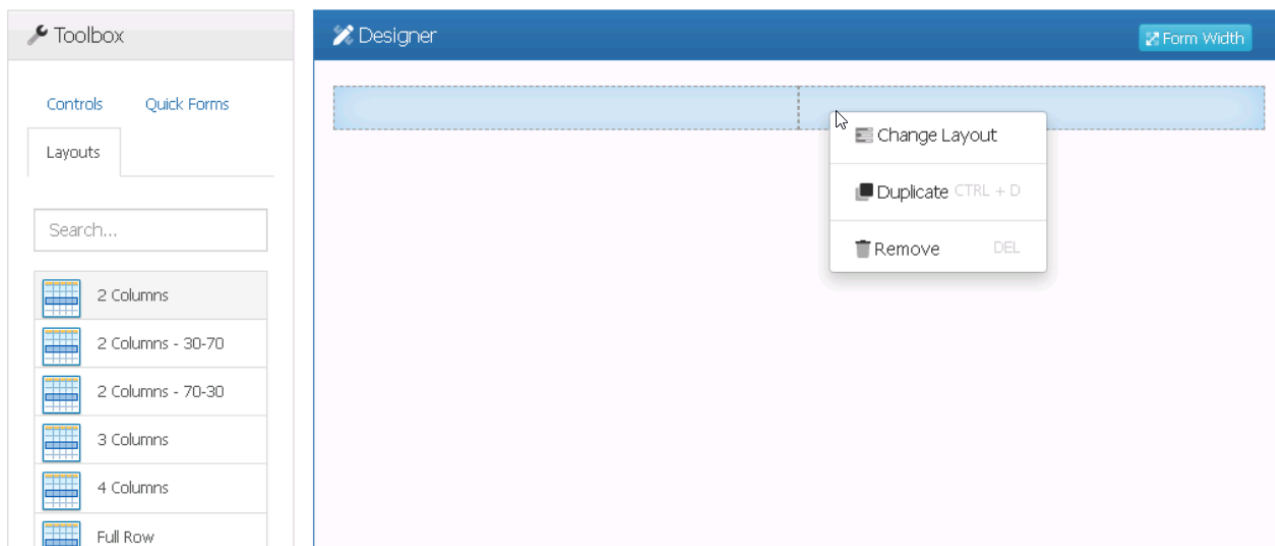 Toolbox
Controls Quick Forms
Layouts
Search...
2 Columns
2 Columns - 30-70
2 Columns - 70-30
3 Columns
4 Columns
Full Row
Designer
Form Width
Change Layout
Duplicate CTRL + D
Remove DEL